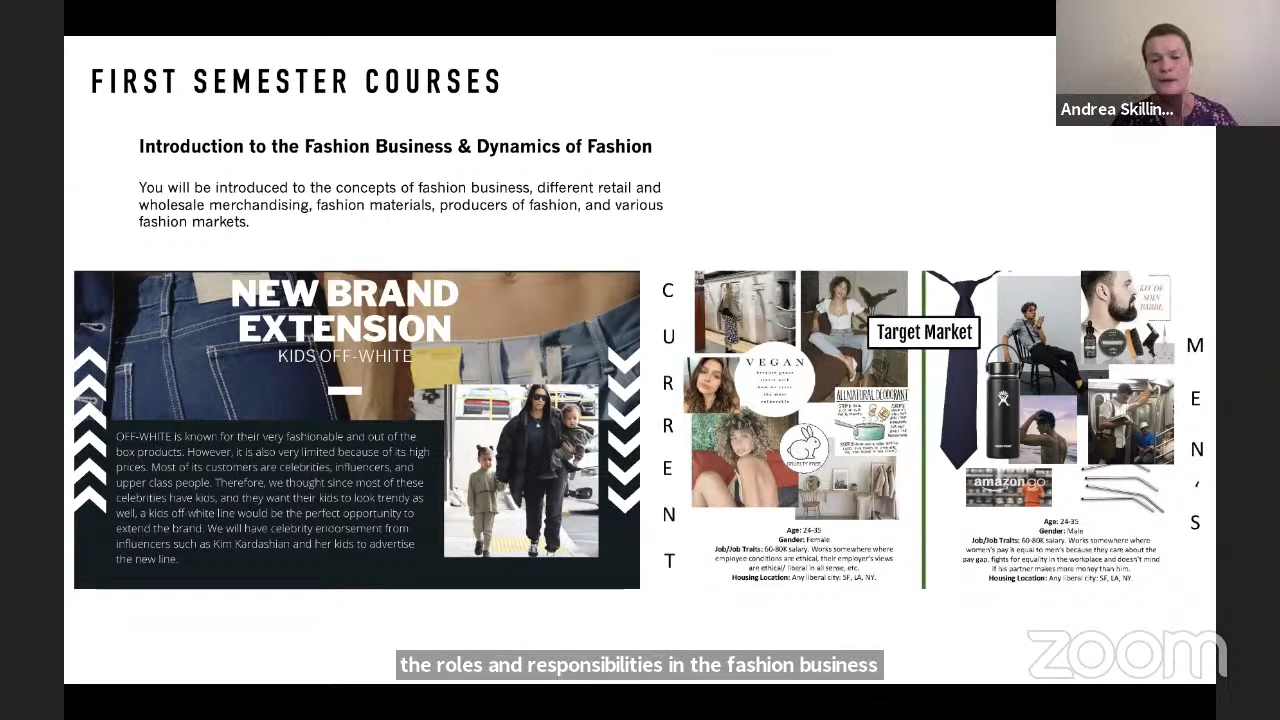 FIRST SEMESTER COURSES
Andrea Skillin...
Introduction to the Fashion Business & Dynamics of Fashion
You will be introduced to the concepts of fashion business, different retail and
wholesale merchandising, fashion materials, producers of fashion, and various
fashion markets.
NEW BRAND
EXTENSION
KIDS OFF-WHITE
OFF-WHITE is known for their very fashionable and out of the
box products. However, it is also very limited because of its high
prices. Most of its customers are celebrities, influencers, and
upper class people. Therefore, we thought since most of these
celebrities have kids, and they want their kids to look trendy as
well, a kids off-white line would be the perfect opportunity to
extend the brand. We will have celebrity endorsement from
influencers such as Kim Kardashian and her kids to advertise
the new line.
CURRENT
Target Market
VEGAN
ALL NATURAL DEODORANT
CRUELTY FREE
Age: 24-35
Gender: Female
Job/Job Traits: 60-80K salary. Works somewhere where
employee conditions are ethical, their employer's views
are ethical/ liberal in all sense, etc.
Housing Location: Any liberal city: SF, LA, NY.
amazon go
Age: 24-35
Gender: Male
Job/Job Traits: 60-80K salary. Works somewhere where
women's pay is equal to men's because they care about the
pay gap, fights for equality in the workplace and doesn't mind
if his partner makes more money than him.
Housing Location: Any liberal city: SF, LA, NY.
MEN'S
the roles and responsibilities in the fashion business
zoom